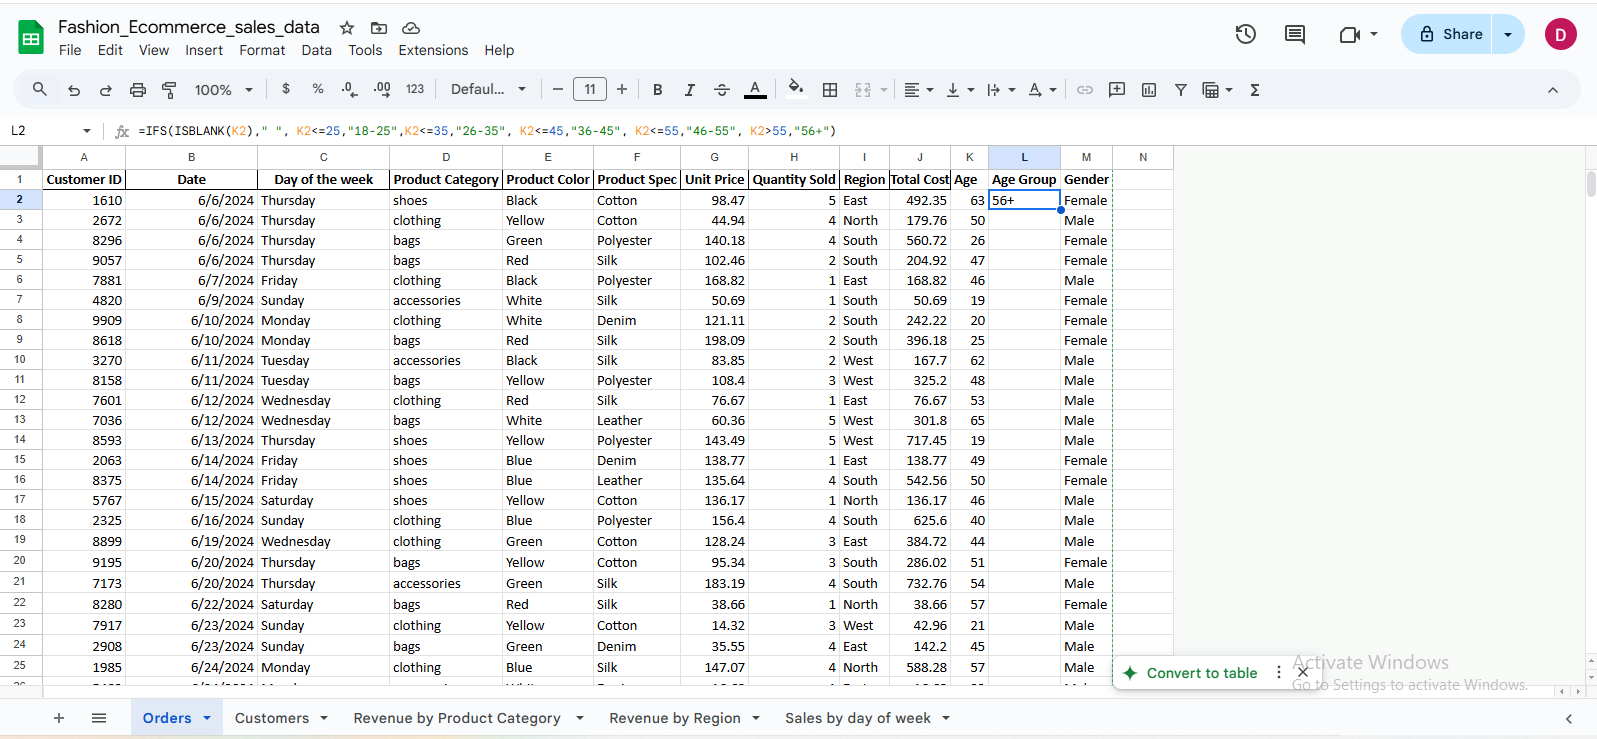 Fashion_Ecommerce_sales_data
File Edit View Insert Format Data Tools Extensions Help
Share
D
100% $ % .0 .00 123 Defaul... − 11 + B I A Σ
L2 fx =IFS(ISBLANK(K2)," ", K2<=25,"18-25",K2<=35,"26-35", K2<=45,"36-45", K2<=55,"46-55", K2>55,"56+")
A B C D E F G H I J K L M N
1 Customer ID Date Day of the week Product Category Product Color Product Spec Unit Price Quantity Sold Region Total Cost Age Age Group Gender
2 1610 6/6/2024 Thursday shoes Black Cotton 98.47 5 East 492.35 63 56+ Female
3 2672 6/6/2024 Thursday clothing Yellow Cotton 44.94 4 North 179.76 50 Male
4 8296 6/6/2024 Thursday bags Green Polyester 140.18 4 South 560.72 26 Female
5 9057 6/6/2024 Thursday bags Red Silk 102.46 2 South 204.92 47 Female
6 7881 6/7/2024 Friday clothing Black Polyester 168.82 1 East 168.82 46 Male
7 4820 6/9/2024 Sunday accessories White Silk 50.69 1 South 50.69 19 Female
8 9909 6/10/2024 Monday clothing White Denim 121.11 2 South 242.22 20 Female
9 8618 6/10/2024 Monday bags Red Silk 198.09 2 South 396.18 25 Female
10 3270 6/11/2024 Tuesday accessories Black Silk 83.85 2 West 167.7 62 Male
11 8158 6/11/2024 Tuesday bags Yellow Polyester 108.4 3 West 325.2 48 Male
12 7601 6/12/2024 Wednesday clothing Red Silk 76.67 1 East 76.67 53 Male
13 7036 6/12/2024 Wednesday bags White Leather 60.36 5 West 301.8 65 Male
14 8593 6/13/2024 Thursday shoes Yellow Polyester 143.49 5 West 717.45 19 Male
15 2063 6/14/2024 Friday shoes Blue Denim 138.77 1 East 138.77 49 Female
16 8375 6/14/2024 Friday shoes Blue Leather 135.64 4 South 542.56 50 Female
17 5767 6/15/2024 Saturday shoes Yellow Cotton 136.17 1 North 136.17 46 Male
18 2325 6/16/2024 Sunday clothing Blue Polyester 156.4 4 South 625.6 40 Male
19 8899 6/19/2024 Wednesday clothing Green Cotton 128.24 3 East 384.72 44 Male
20 9195 6/20/2024 Thursday bags Yellow Cotton 95.34 3 South 286.02 51 Female
21 7173 6/20/2024 Thursday accessories Green Silk 183.19 4 South 732.76 54 Male
22 8280 6/22/2024 Saturday bags Red Silk 38.66 1 North 38.66 57 Female
23 7917 6/23/2024 Sunday clothing Yellow Cotton 14.32 3 West 42.96 21 Male
24 2908 6/23/2024 Sunday bags Green Denim 35.55 4 East 142.2 45 Male
25 1985 6/24/2024 Monday clothing Blue Silk 147.07 4 North 588.28 57 Male
Convert to table
Activate Windows
Go to Settings to activate Windows.
Orders Customers Revenue by Product Category Revenue by Region Sales by day of week